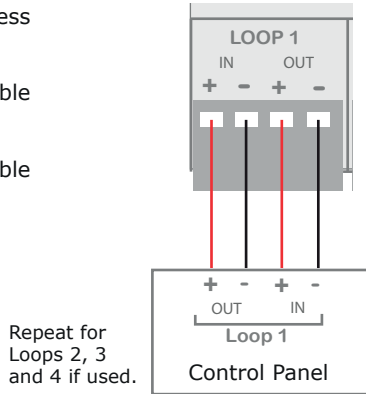 ess
ble
ble
LOOP 1
IN OUT
+ - + -
+ - + -
OUT IN
Loop 1
Control Panel
Repeat for
Loops 2, 3
and 4 if used.